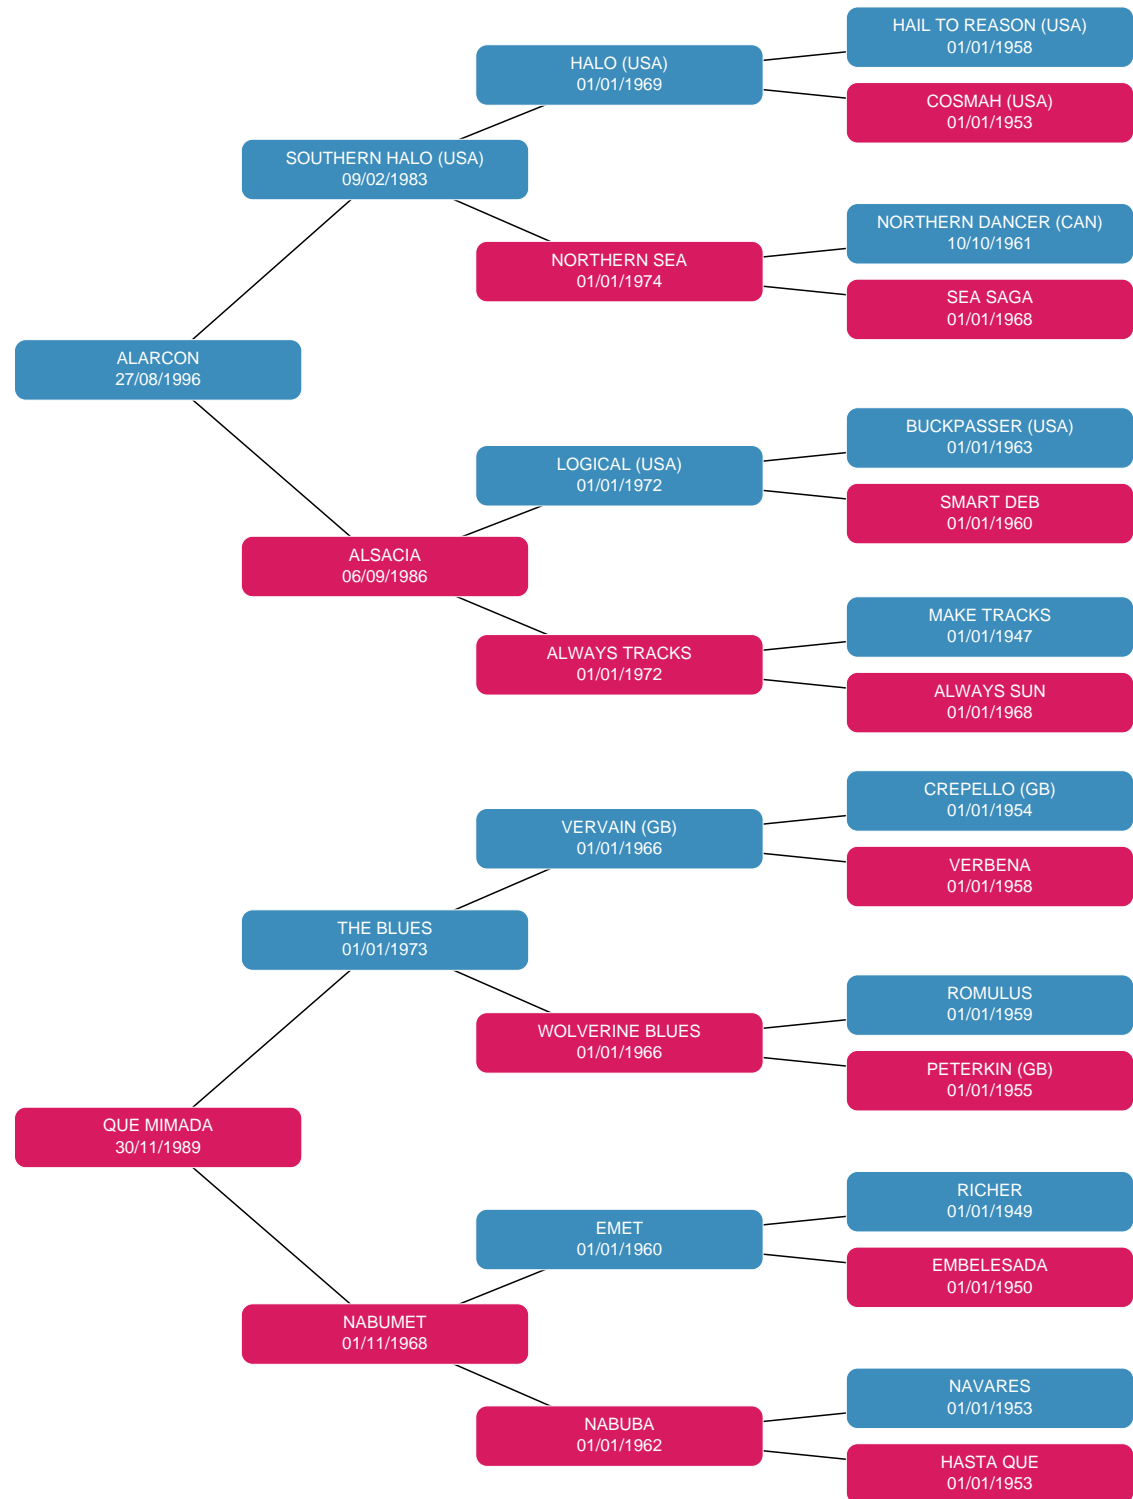 HAIL TO REASON (USA)
01/01/1958
HALO (USA)
01/01/1969
COSMAH (USA)
01/01/1953
SOUTHERN HALO (USA)
09/02/1983
NORTHERN DANCER (CAN)
10/10/1961
NORTHERN SEA
01/01/1974
SEA SAGA
01/01/1968
ALARCON
27/08/1996
BUCKPASSER (USA)
01/01/1963
LOGICAL (USA)
01/01/1972
SMART DEB
01/01/1960
ALSACIA
06/09/1986
MAKE TRACKS
01/01/1947
ALWAYS TRACKS
01/01/1972
ALWAYS SUN
01/01/1968
CREPELLO (GB)
01/01/1954
VERVAIN (GB)
01/01/1966
VERBENA
01/01/1958
THE BLUES
01/01/1973
ROMULUS
01/01/1959
WOLVERINE BLUES
01/01/1966
PETERKIN (GB)
01/01/1955
QUE MIMADA
30/11/1989
RICHER
01/01/1949
EMET
01/01/1960
EMBELESADA
01/01/1950
NABUMET
01/11/1968
NAVARES
01/01/1953
NABUBA
01/01/1962
HASTA QUE
01/01/1953